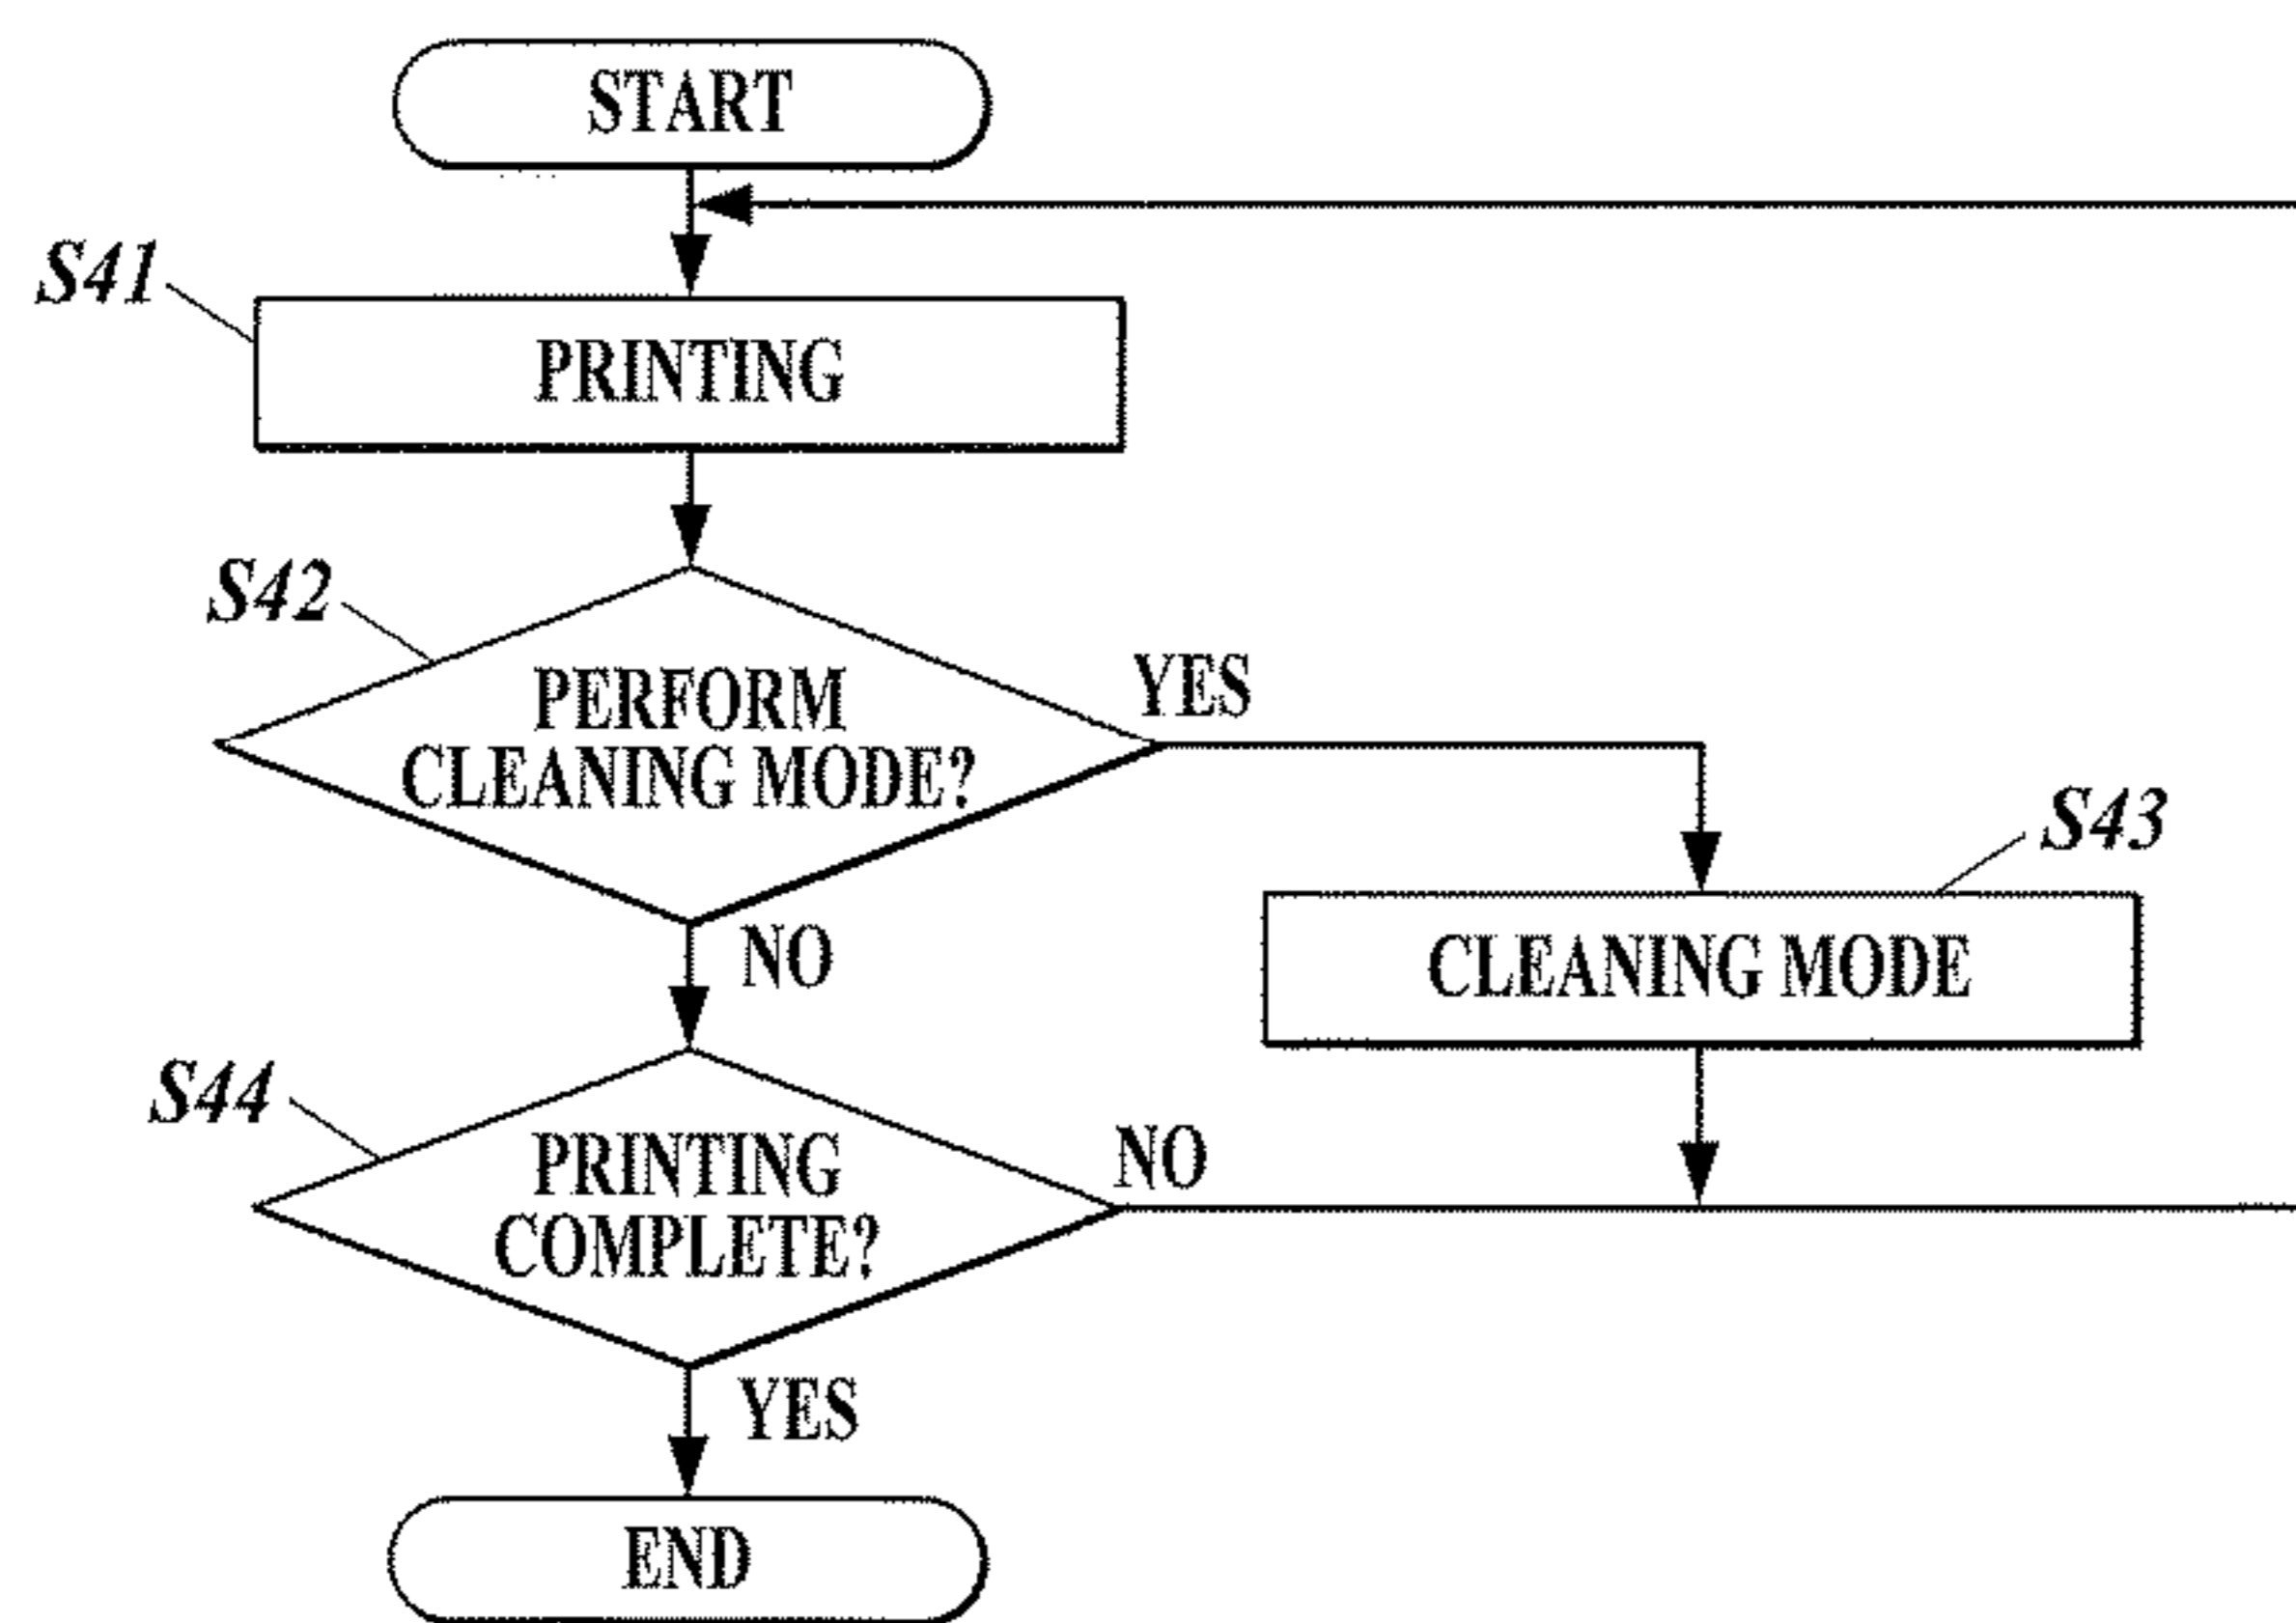 START
S41
PRINTING
S42
PERFORM
CLEANING MODE?
YES
S43
CLEANING MODE
NO
S44
PRINTING
COMPLETE?
NO
YES
END